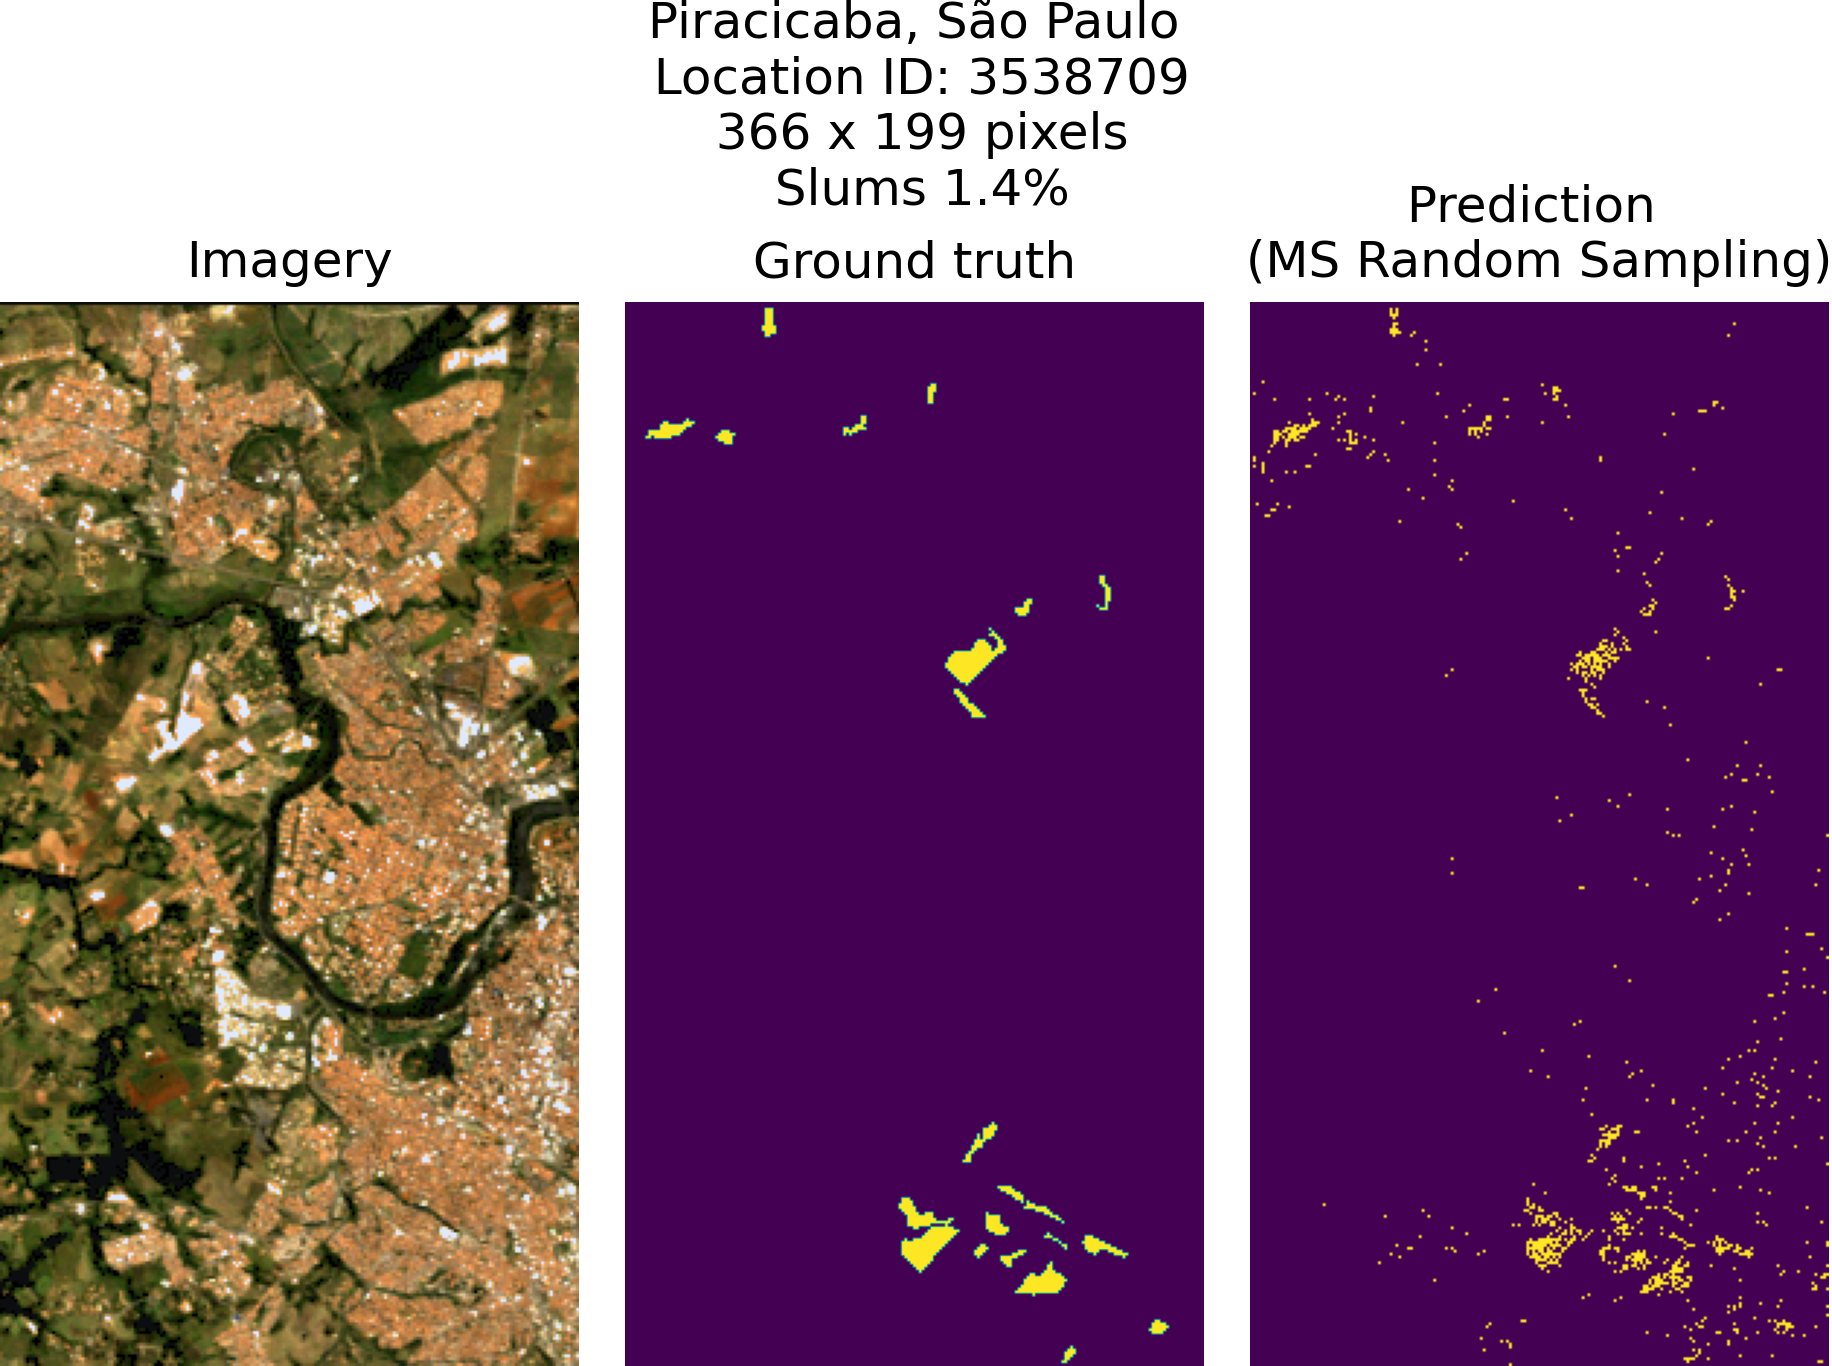 Piracicaba, São Paulo
Location ID: 3538709
366 x 199 pixels
Slums 1.4%
Imagery
Ground truth
Prediction
(MS Random Sampling)